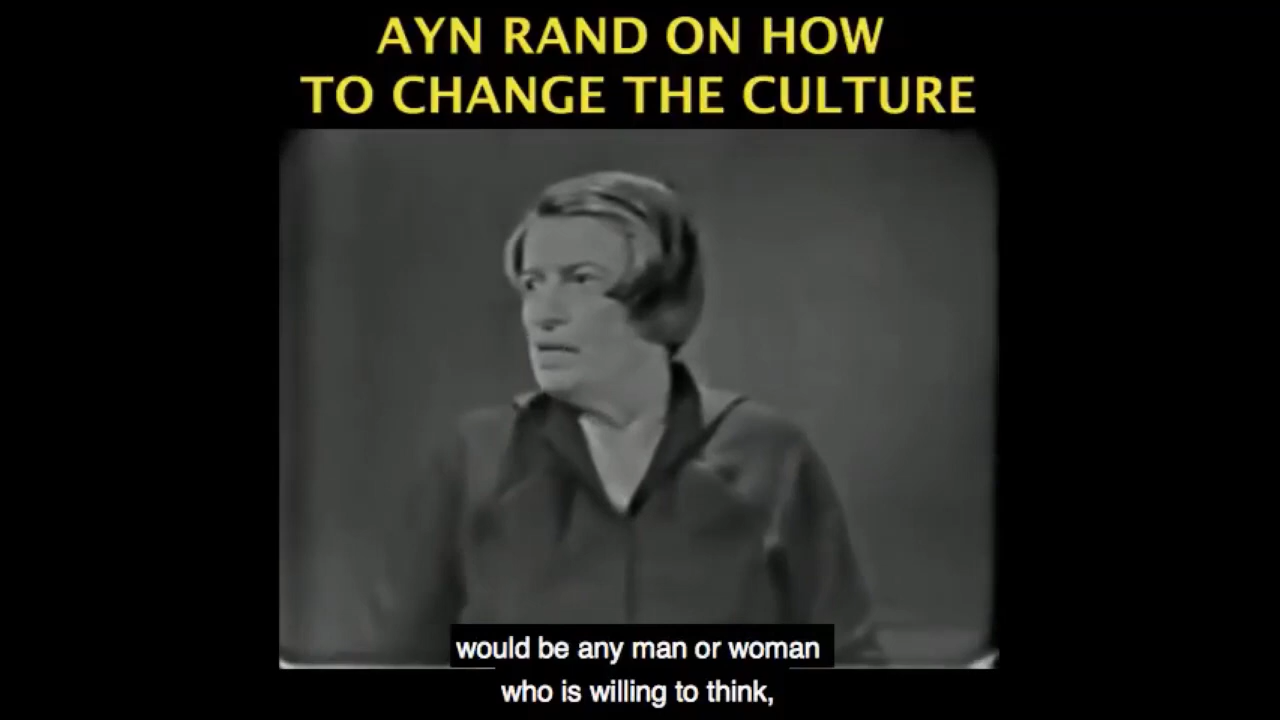 AYN RAND ON HOW
TO CHANGE THE CULTURE
would be any man or woman
who is willing to think,